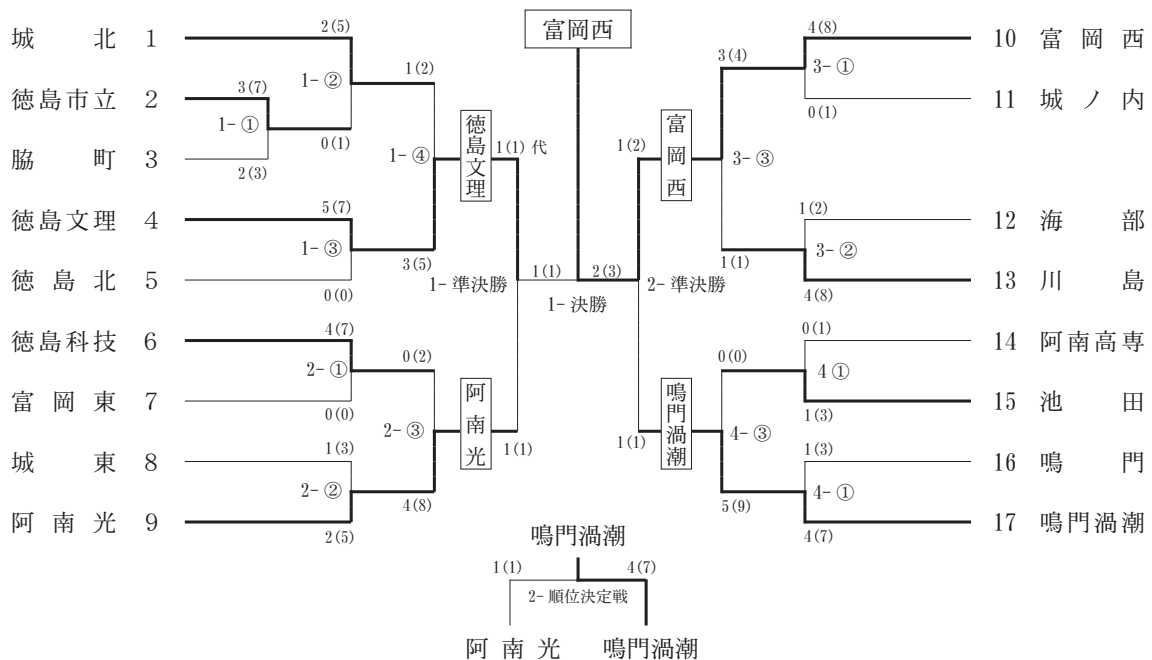 富岡西
城北 1
徳島市立 2
脇町 3
徳島文理 4
徳島北 5
徳島科技 6
富岡東 7
城東 8
阿南光 9
2(5)
3(7)
1-①
2(3)
1-②
0(1)
1(2)
5(7)
1-③
0(0)
1-④
3(5)
徳島文理
1(1) 代
4(7)
2-①
0(0)
0(2)
1(3)
2-②
2(5)
2-③
4(8)
阿南光
1(1)
1-準決勝
1(1)
2(3)
1-決勝
2-準決勝
1(2)
富岡西
3(4)
3-③
1(1)
4(8)
3-①
0(1)
1(2)
3-②
4(8)
1(1)
鳴門渦潮
0(0)
4-③
5(9)
0(1)
4①
1(3)
1(3)
4-①
4(7)
10 富岡西
11 城ノ内
12 海部
13 川島
14 阿南高専
15 池田
16 鳴門
17 鳴門渦潮
鳴門渦潮
1(1)
4(7)
2-順位決定戦
阿南光
鳴門渦潮